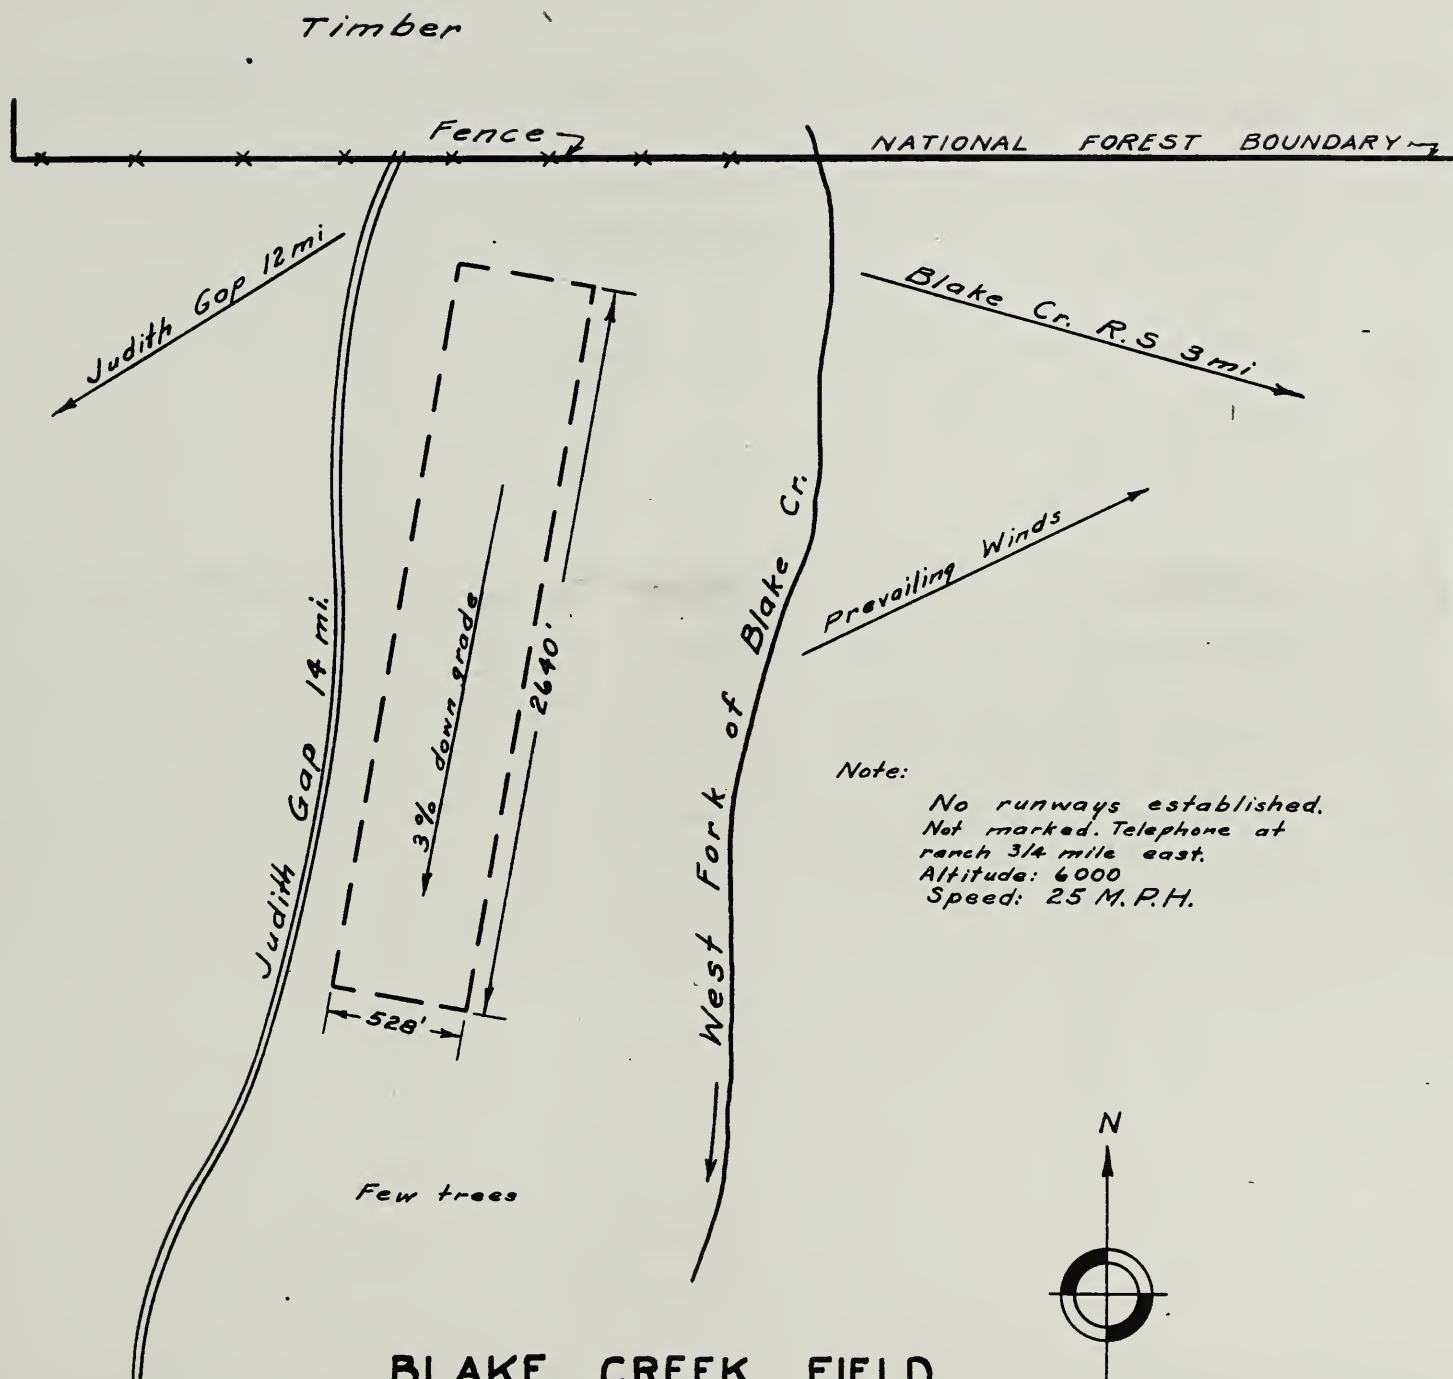 Timber
Fence
NATIONAL FOREST BOUNDARY
Judith Gap 12 mi
Blake Cr. R.S 3 mi
Prevailing Winds
Judith Gap 14 mi.
3% down grade
2640'
West Fork of Blake Cr.
Note:
No runways established.
Not marked. Telephone at
ranch 3/4 mile east.
Altitude: 6000
Speed: 25 M.P.H.
528'
Few trees
N
BLAKE CREEK FIELD